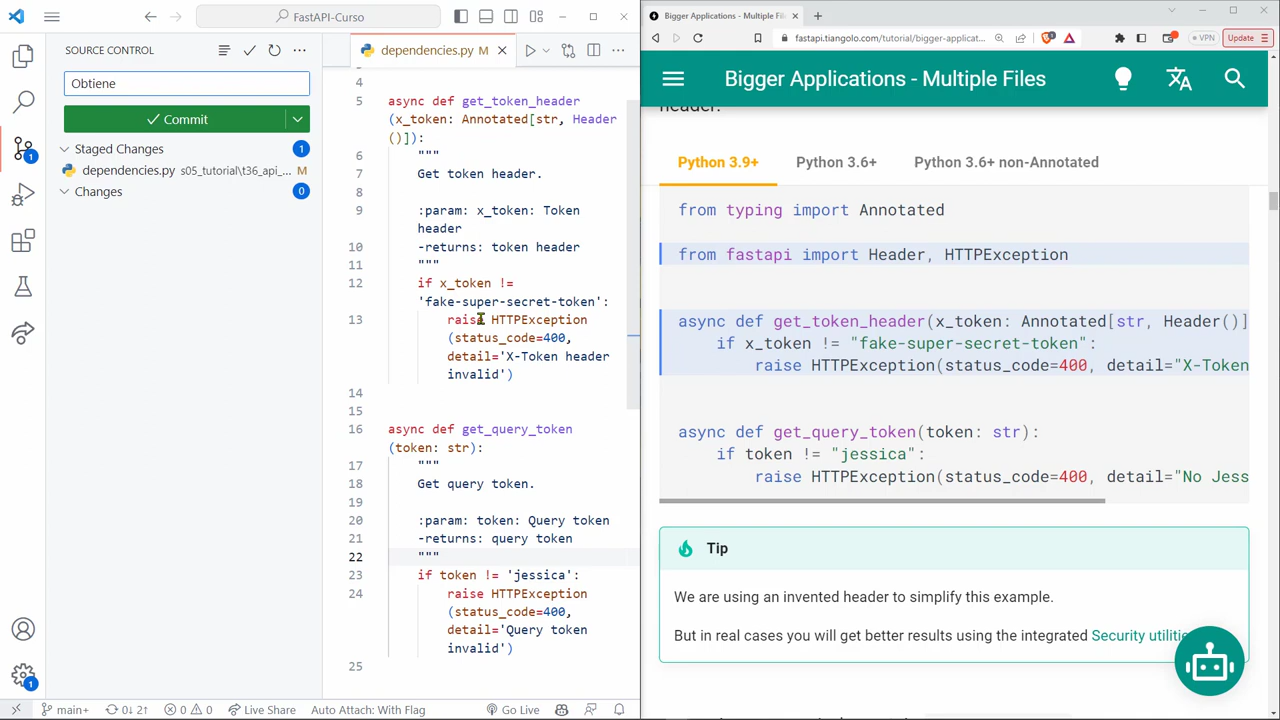 FastAPI-Curso
SOURCE CONTROL
Obtiene
Commit
Staged Changes 1
dependencies.py s05_tutorial\t36_api_... M
Changes 0
1
1
dependencies.py M
4
5 async def get_token_header
(x_token: Annotated[str, Header
()]):
6 """
7 Get token header.
8
9 :param: x_token: Token
header
10 -returns: token header
11 """
12 if x_token !=
'fake-super-secret-token':
13 raise HTTPException
(status_code=400,
detail='X-Token header
invalid')
14
15
16 async def get_query_token
(token: str):
17 """
18 Get query token.
19
20 :param: token: Query token
21 -returns: query token
22 """
23 if token != 'jessica':
24 raise HTTPException
(status_code=400,
detail='Query token
invalid')
25
main+ 0↓ 2↑ 0 0 Live Share Auto Attach: With Flag Go Live
Bigger Applications - Multiple Fil
fastapi.tiangolo.com/tutorial/bigger-applicat...
VPN
Update
Bigger Applications - Multiple Files
header.
Python 3.9+ Python 3.6+ Python 3.6+ non-Annotated
from typing import Annotated
from fastapi import Header, HTTPException
async def get_token_header(x_token: Annotated[str, Header()]
if x_token != "fake-super-secret-token":
raise HTTPException(status_code=400, detail="X-Token
async def get_query_token(token: str):
if token != "jessica":
raise HTTPException(status_code=400, detail="No Jess
Tip
We are using an invented header to simplify this example.
But in real cases you will get better results using the integrated Security utilitie